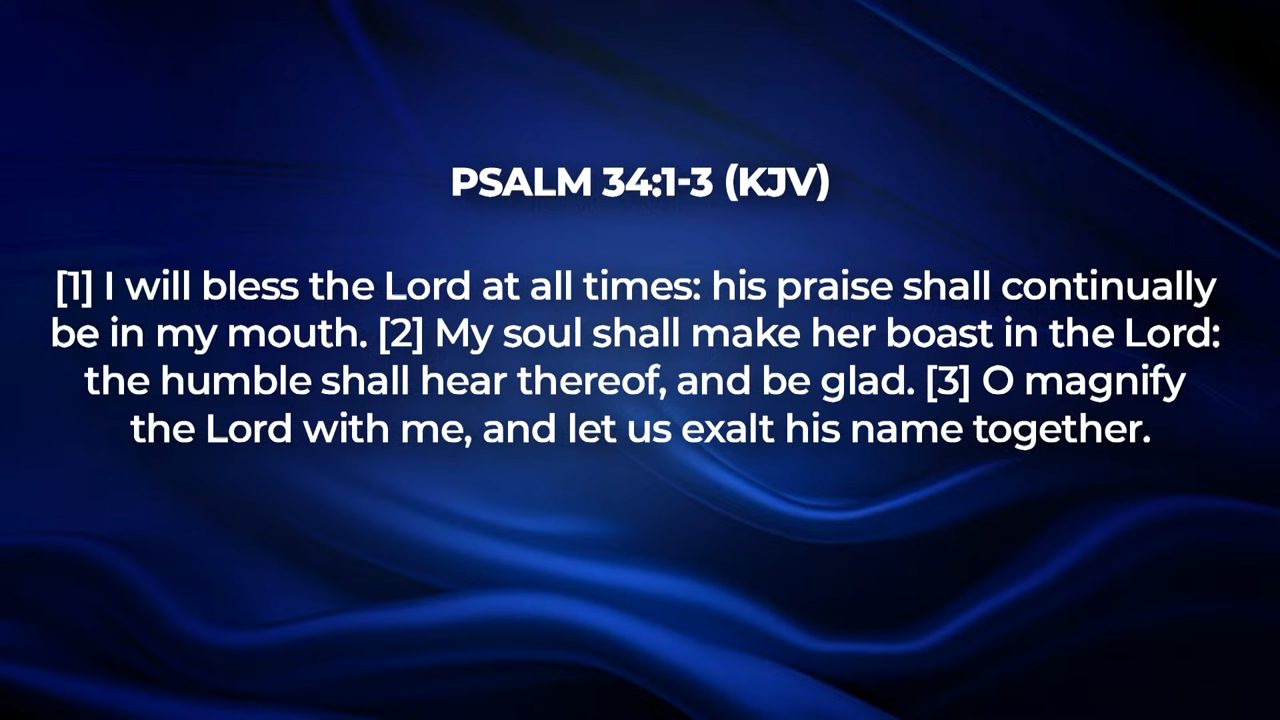 PSALM 34:1-3 (KJV)
[1] I will bless the Lord at all times: his praise shall continually
be in my mouth. [2] My soul shall make her boast in the Lord:
the humble shall hear thereof, and be glad. [3] O magnify
the Lord with me, and let us exalt his name together.